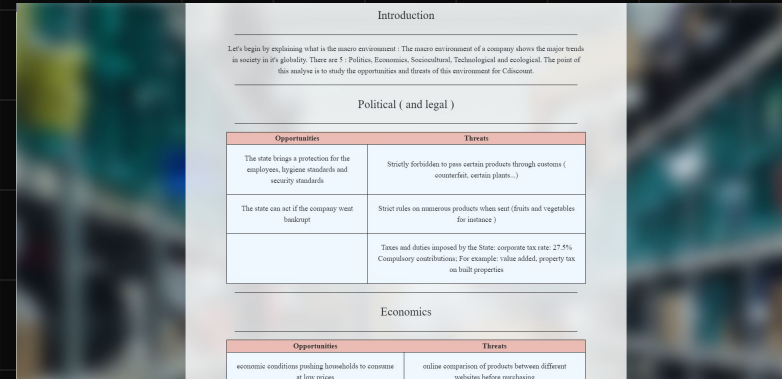 Introduction
Let's begin by explaining what is the macro environment : The macro environment of a company shows the major trends
in society in it's globality. There are 5 : Politics, Economics, Sociocultural, Technological and ecological. The point of
this analyse is to study the opportunities and threats of this environment for Cdiscount.
Political ( and legal )
Opportunities
Threats
The state brings a protection for the
employees, hygiene standards and
security standards
Strictly forbidden to pass certain products through customs (
counterfeit, certain plants...)
The state can act if the company went
bankrupt
Strict rules on numerous products when sent (fruits and vegetables
for instance )
Taxes and duties imposed by the State: corporate tax rate: 27.5%
Compulsory contributions; For example: value added, property tax
on built properties
Economics
Opportunities
Threats
economic conditions pushing households to consume
at low prices
online comparison of products between different
websites before purchasing